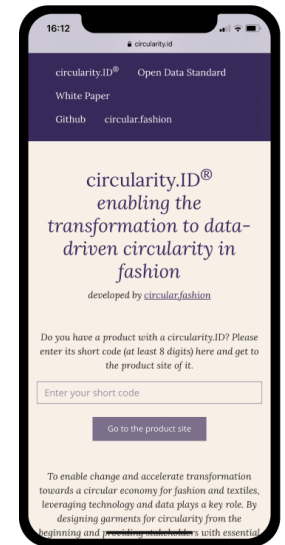 16:12
circularity.id
circularity.ID® Open Data Standard
White Paper
Github circular.fashion
circularity.ID®
enabling the
transformation to data-
driven circularity in
fashion
developed by circular.fashion
Do you have a product with a circularity.ID? Please
enter its short code (at least 8 digits) here and get to
the product site of it.
Enter your short code
Go to the product site
To enable change and accelerate transformation
towards a circular economy for fashion and textiles,
leveraging technology and data plays a key role. By
designing garments for circularity from the
beginning and providing stakeholders with essential